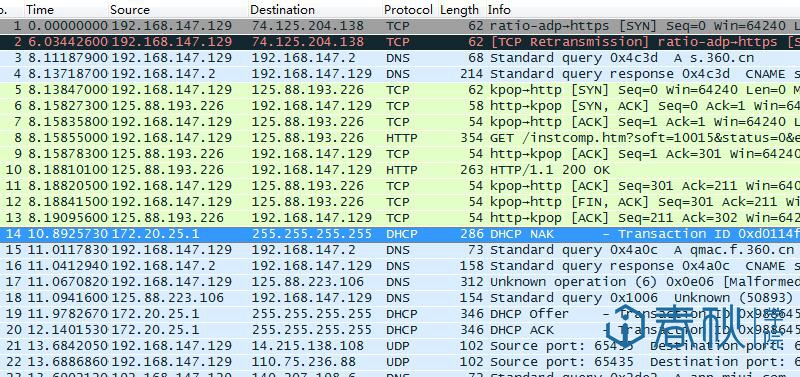 o. Time Source Destination Protocol Length Info
1 0.00000000 192.168.147.129 74.125.204.138 TCP 62 ratio-adp→https [SYN] Seq=0 Win=64240 L
2 6.03442600 192.168.147.129 74.125.204.138 TCP 62 [TCP Retransmission] ratio-adp→https [S
3 8.11187900 192.168.147.129 192.168.147.2 DNS 68 Standard query 0x4c3d A s.360.cn
4 8.13718700 192.168.147.2 192.168.147.129 DNS 214 Standard query response 0x4c3d CNAME s
5 8.13847000 192.168.147.129 125.88.193.226 TCP 62 kpop→http [SYN] Seq=0 Win=64240 Len=0 M
6 8.15827300 125.88.193.226 192.168.147.129 TCP 58 http→kpop [SYN, ACK] Seq=0 Ack=1 Win=64
7 8.15835800 192.168.147.129 125.88.193.226 TCP 54 kpop→http [ACK] Seq=1 Ack=1 Win=64240 L
8 8.15855000 192.168.147.129 125.88.193.226 HTTP 354 GET /instcomp.htm?soft=10015&status=0&e
9 8.15878300 125.88.193.226 192.168.147.129 TCP 54 http→kpop [ACK] Seq=1 Ack=301 Win=64240
10 8.18810100 125.88.193.226 192.168.147.129 HTTP 263 HTTP/1.1 200 OK
11 8.18820500 192.168.147.129 125.88.193.226 TCP 54 kpop→http [ACK] Seq=301 Ack=211 Win=640
12 8.18841500 192.168.147.129 125.88.193.226 TCP 54 kpop→http [FIN, ACK] Seq=301 Ack=211 Wi
13 8.19095600 125.88.193.226 192.168.147.129 TCP 54 http→kpop [ACK] Seq=211 Ack=302 Win=642
14 10.8925730 172.20.25.1 255.255.255.255 DHCP 286 DHCP NAK - Transaction ID 0xd0114f
15 11.0117830 192.168.147.129 192.168.147.2 DNS 73 Standard query 0x4a0c A qmac.f.360.cn
16 11.0412940 192.168.147.2 192.168.147.129 DNS 158 Standard query response 0x4a0c CNAME s
17 11.0670820 192.168.147.129 125.88.223.106 DNS 312 Unknown operation (6) 0x0e06 [Malformed
18 11.0941600 125.88.223.106 192.168.147.129 DNS 154 Standard query 0x1006 Unknown (50893)
19 11.9782670 172.20.25.1 255.255.255.255 DHCP 346 DHCP Offer - Transaction ID 0x988645
20 12.1401530 172.20.25.1 255.255.255.255 DHCP 346 DHCP ACK - Transaction ID 0x988645
21 13.6842050 192.168.147.129 14.215.138.108 UDP 102 Source port: 65435 Destination port: 
22 13.6886860 192.168.147.129 110.75.236.88 UDP 102 Source port: 65435 Destination port: 
春秋